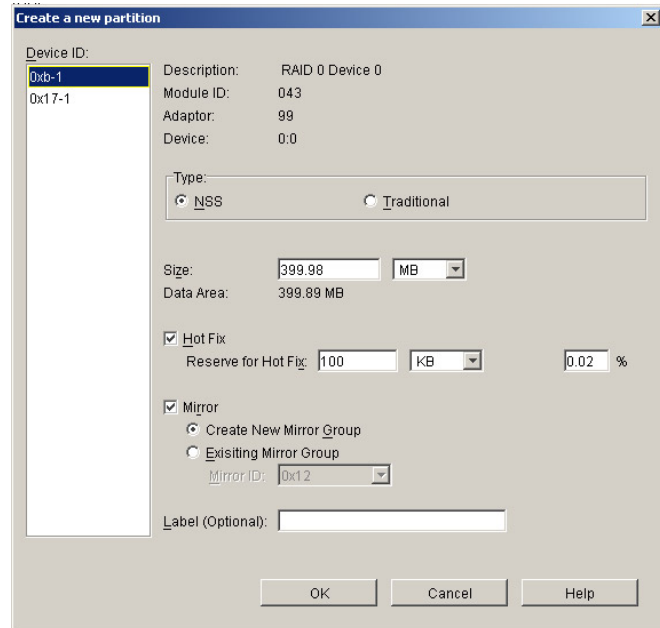 Create a new partition
Device ID:
0xb-1
0x17-1
Description: RAID 0 Device 0
Module ID: 043
Adaptor: 99
Device: 0:0
Type:
NSS Traditional
Size: 399.98 MB
Data Area: 399.89 MB
Hot Fix
Reserve for Hot Fix: 100 KB 0.02 %
Mirror
Create New Mirror Group
Exisiting Mirror Group
Mirror ID: 0x12
Label (Optional):
OK Cancel Help